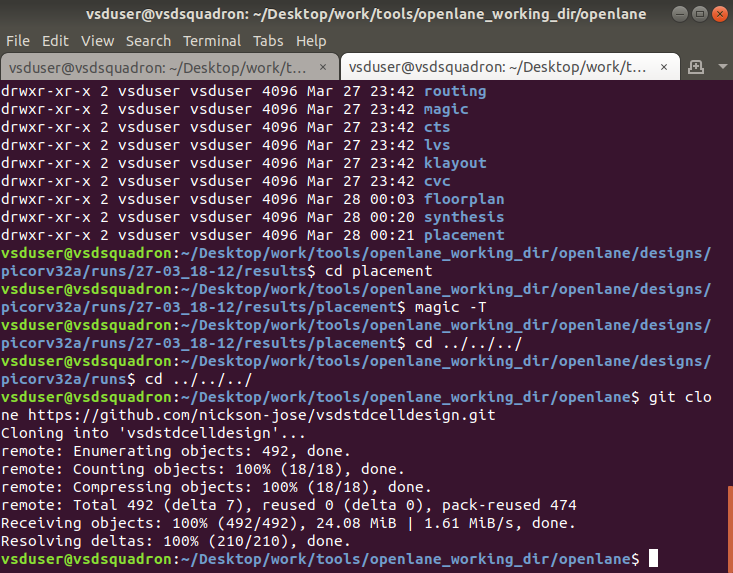 vsduser@vsdsquadron: ~/Desktop/work/tools/openlane_working_dir/openlane
File Edit View Search Terminal Tabs Help
vsduser@vsdsquadron: ~/Desktop/work/t... × vsduser@vsdsquadron: ~/Desktop/work/t... ×
drwxr-xr-x 2 vsduser vsduser 4096 Mar 27 23:42 routing
drwxr-xr-x 2 vsduser vsduser 4096 Mar 27 23:42 magic
drwxr-xr-x 2 vsduser vsduser 4096 Mar 27 23:42 cts
drwxr-xr-x 2 vsduser vsduser 4096 Mar 27 23:42 lvs
drwxr-xr-x 2 vsduser vsduser 4096 Mar 27 23:42 klayout
drwxr-xr-x 2 vsduser vsduser 4096 Mar 27 23:42 cvc
drwxr-xr-x 2 vsduser vsduser 4096 Mar 28 00:03 floorplan
drwxr-xr-x 2 vsduser vsduser 4096 Mar 28 00:20 synthesis
drwxr-xr-x 2 vsduser vsduser 4096 Mar 28 00:21 placement
vsduser@vsdsquadron:~/Desktop/work/tools/openlane_working_dir/openlane/designs/
picorv32a/runs/27-03_18-12/results$ cd placement
vsduser@vsdsquadron:~/Desktop/work/tools/openlane_working_dir/openlane/designs/
picorv32a/runs/27-03_18-12/results/placement$ magic -T
vsduser@vsdsquadron:~/Desktop/work/tools/openlane_working_dir/openlane/designs/
picorv32a/runs/27-03_18-12/results/placement$ cd ../../../
vsduser@vsdsquadron:~/Desktop/work/tools/openlane_working_dir/openlane/designs/
picorv32a/runs$ cd ../../../
vsduser@vsdsquadron:~/Desktop/work/tools/openlane_working_dir/openlane$ git clo
ne https://github.com/nickson-jose/vsdstdcelldesign.git
Cloning into 'vsdstdcelldesign'...
remote: Enumerating objects: 492, done.
remote: Counting objects: 100% (18/18), done.
remote: Compressing objects: 100% (18/18), done.
remote: Total 492 (delta 7), reused 0 (delta 0), pack-reused 474
Receiving objects: 100% (492/492), 24.08 MiB | 1.61 MiB/s, done.
Resolving deltas: 100% (210/210), done.
vsduser@vsdsquadron:~/Desktop/work/tools/openlane_working_dir/openlane$